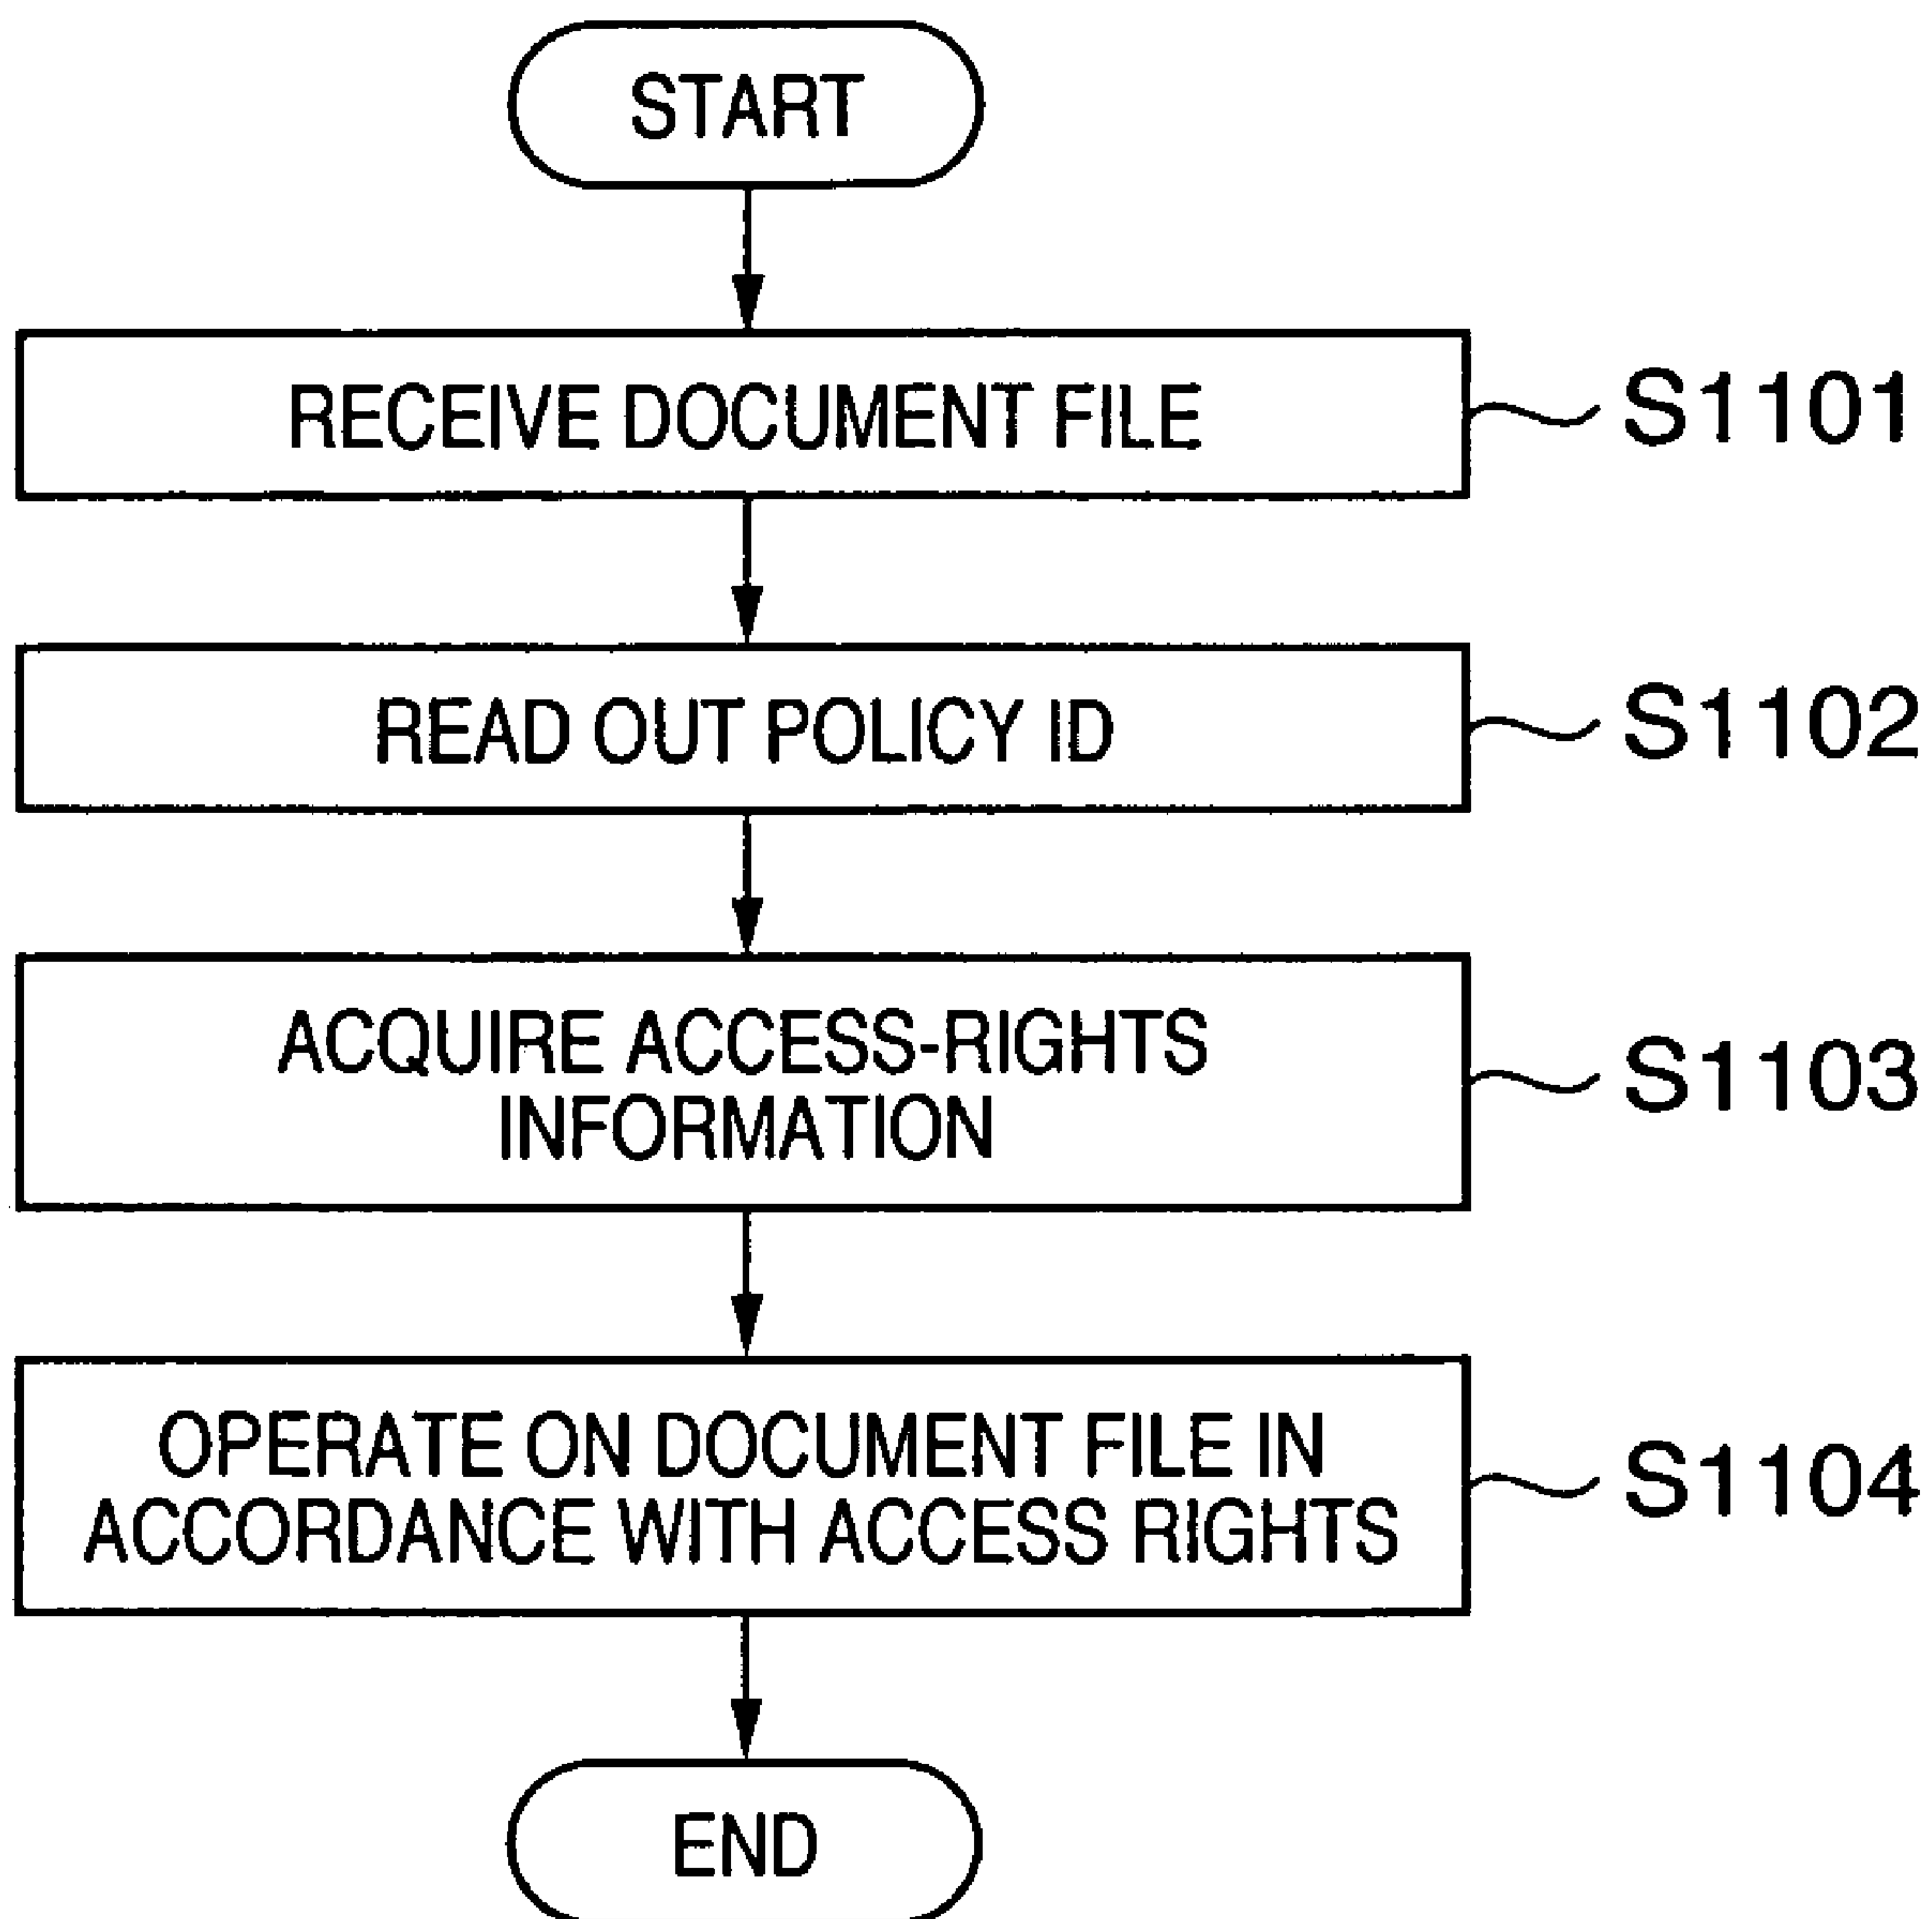 START
RECEIVE DOCUMENT FILE
S1101
READ OUT POLICY ID
S1102
ACQUIRE ACCESS-RIGHTS
INFORMATION
S1103
OPERATE ON DOCUMENT FILE IN
ACCORDANCE WITH ACCESS RIGHTS
S1104
END